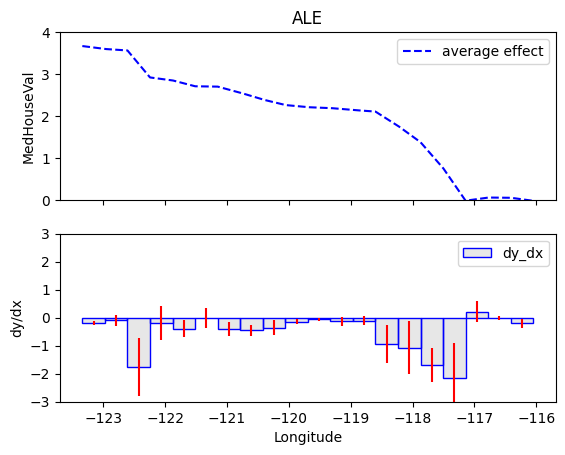 ALE
4
3
2
1
0
MedHouseVal
average effect
3
2
1
0
−1
−2
−3
dy/dx
dy_dx
−123 −122 −121 −120 −119 −118 −117 −116
Longitude